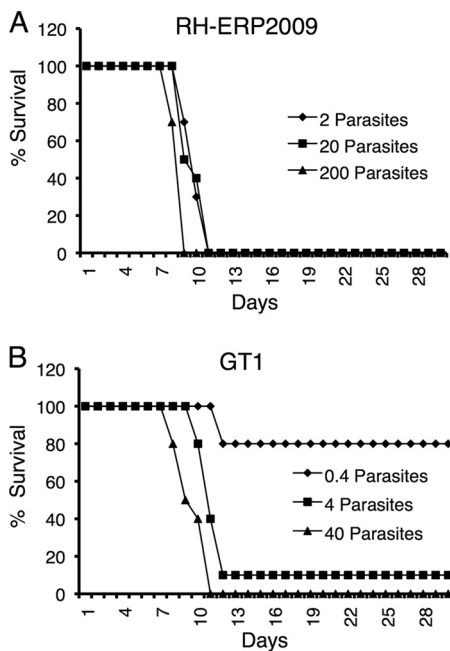 A
RH-ERP2009
120
100
80
60
40
20
0
% Survival
2 Parasites
20 Parasites
200 Parasites
1
4
7
10
13
16
19
22
25
28
Days
B
GT1
120
100
80
60
40
20
0
% Survival
0.4 Parasites
4 Parasites
40 Parasites
1
4
7
10
13
16
19
22
25
28
Days